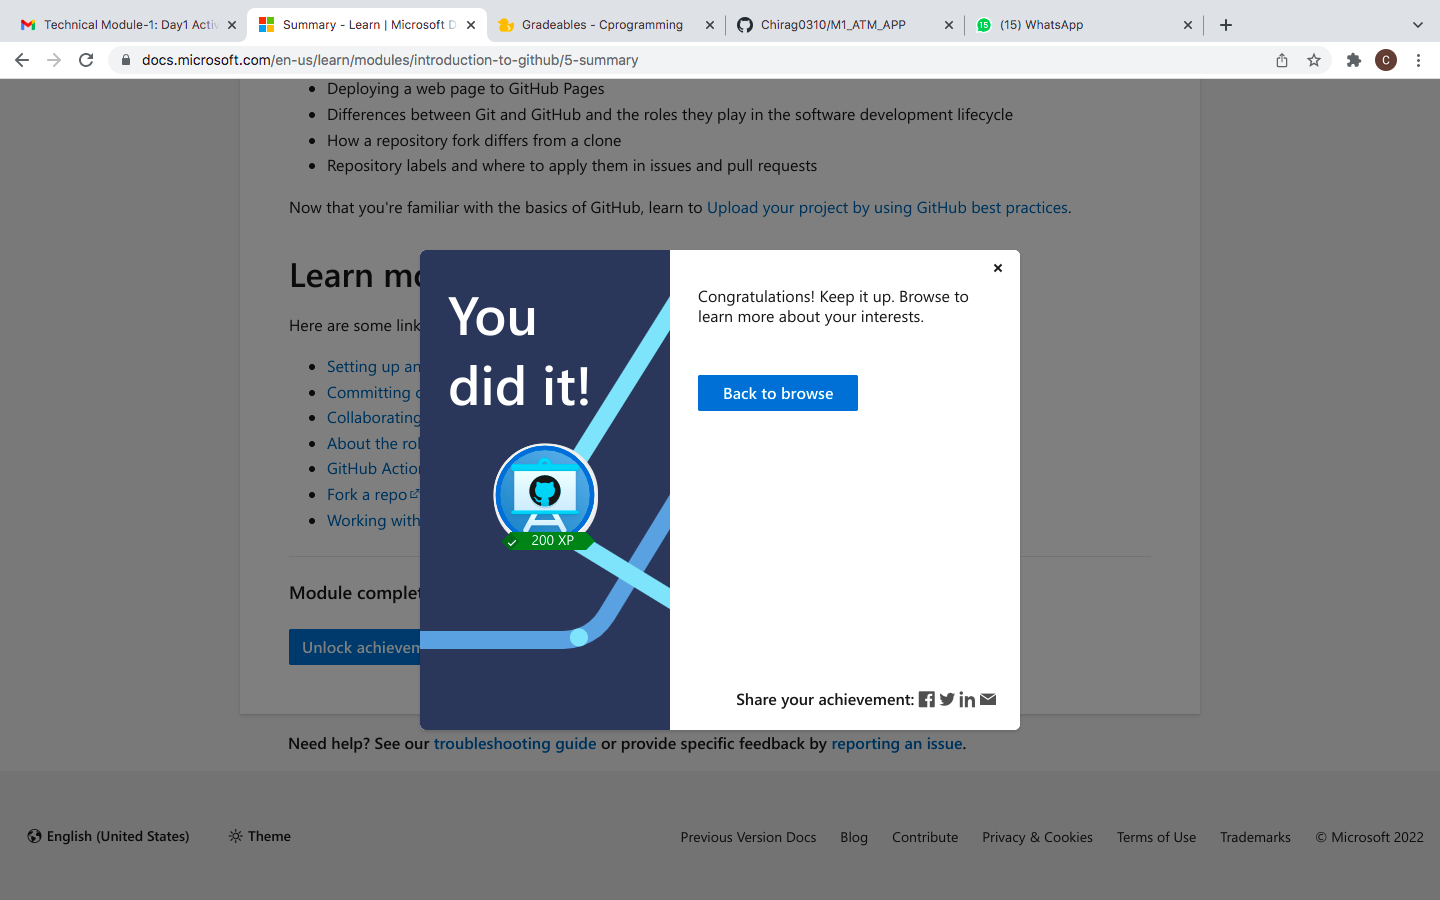 Technical Module-1: Day1 Activ
Summary - Learn | Microsoft D
Gradeables - Cprogramming
Chirag0310/M1_ATM_APP
15
(15) WhatsApp
docs.microsoft.com/en-us/learn/modules/introduction-to-github/5-summary
C
Deploying a web page to GitHub Pages
Differences between Git and GitHub and the roles they play in the software development lifecycle
How a repository fork differs from a clone
Repository labels and where to apply them in issues and pull requests
Now that you're familiar with the basics of GitHub, learn to Upload your project by using GitHub best practices.
Learn mo
Here are some link
Setting up an
Committing c
Collaborating
About the rol
GitHub Action
Fork a repo
Working with
Module complet
Unlock achievem
You
did it!
200 XP
Congratulations! Keep it up. Browse to
learn more about your interests.
Back to browse
Share your achievement:
Need help? See our troubleshooting guide or provide specific feedback by reporting an issue.
English (United States)
Theme
Previous Version Docs
Blog
Contribute
Privacy & Cookies
Terms of Use
Trademarks
© Microsoft 2022